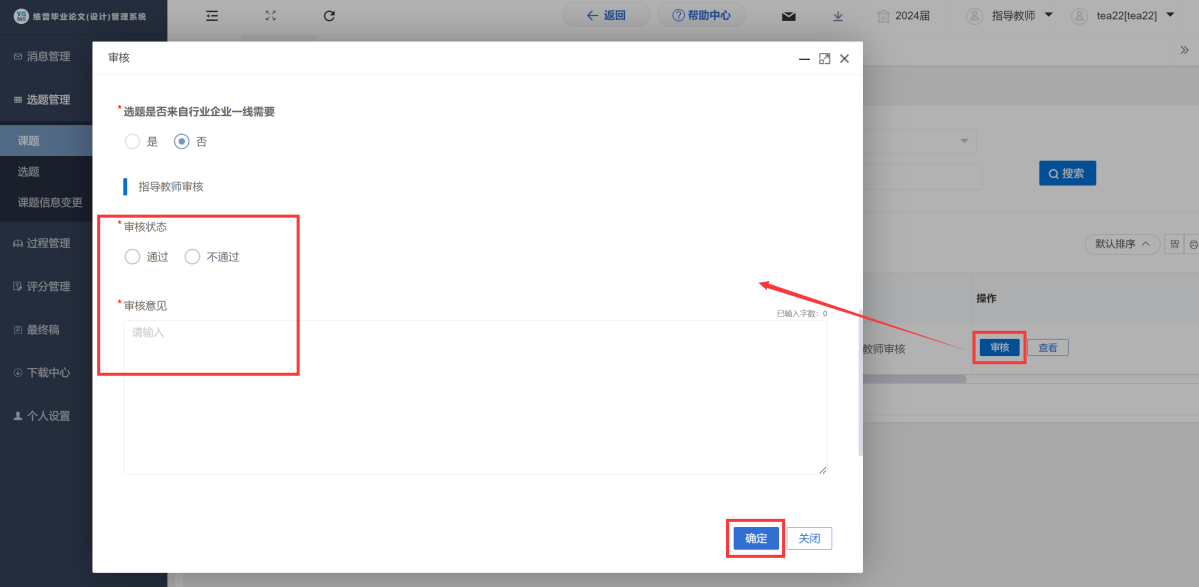 维普毕业论文(设计)管理系统
返回
帮助中心
2024届
指导教师
tea22[tea22]
消息管理
选题管理
课题
选题
课题信息变更
过程管理
评分管理
最终稿
下载中心
个人设置
审核
*选题是否来自行业企业一线需要
是 否
指导教师审核
*审核状态
通过 不通过
*审核意见
已输入字数: 0
请输入
确定 关闭
搜索
默认排序
操作
教师审核
审核 查看